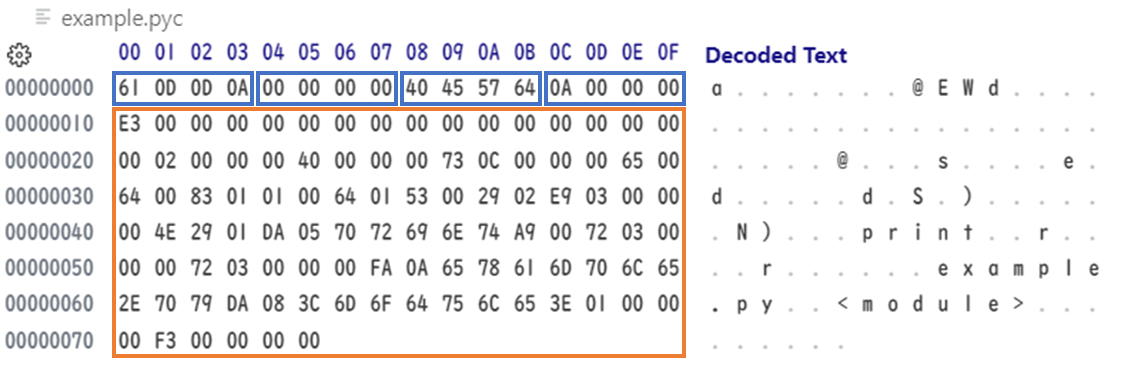 example.pyc
00 01 02 03 04 05 06 07 08 09 0A 0B 0C 0D 0E 0F Decoded Text
00000000 61 0D 0D 0A 00 00 00 00 40 45 57 64 0A 00 00 00 a . . . . . . . @ E W d . . . .
00000010 E3 00 00 00 00 00 00 00 00 00 00 00 00 00 00 00 . . . . . . . . . . . . . . . .
00000020 00 02 00 00 00 40 00 00 00 73 0C 00 00 00 65 00 . . . . . @ . . . s . . . . e .
00000030 64 00 83 01 01 00 64 01 53 00 29 02 E9 03 00 00 d . . . . . d . S . ) . . . . .
00000040 00 4E 29 01 DA 05 70 72 69 6E 74 A9 00 72 03 00 . N ) . . . p r i n t . . r . .
00000050 00 00 72 03 00 00 00 FA 0A 65 78 61 6D 70 6C 65 . . r . . . . . . e x a m p l e
00000060 2E 70 79 DA 08 3C 6D 6F 64 75 6C 65 3E 01 00 00 . p y . . < m o d u l e > . . .
00000070 00 F3 00 00 00 00 . . . . . .